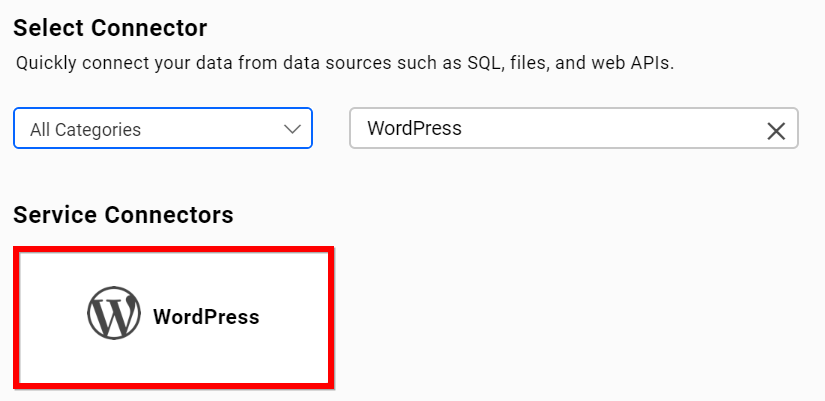 Select Connector
Quickly connect your data from data sources such as SQL, files, and web APIs.
All Categories
WordPress
Service Connectors
WordPress